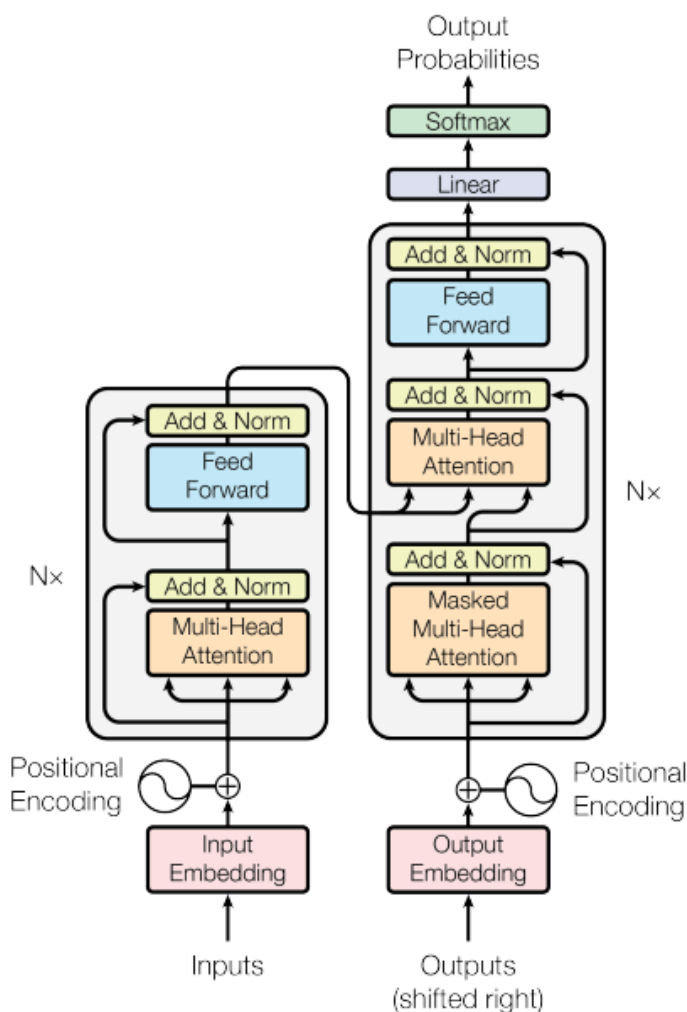 Output
Probabilities
Softmax
Linear
Add & Norm
Feed
Forward
Add & Norm
Multi-Head
Attention
Nx
Add & Norm
Masked
Multi-Head
Attention
Add & Norm
Feed
Forward
Nx
Add & Norm
Multi-Head
Attention
Positional
Encoding
Positional
Encoding
Input
Embedding
Output
Embedding
Inputs
Outputs
(shifted right)